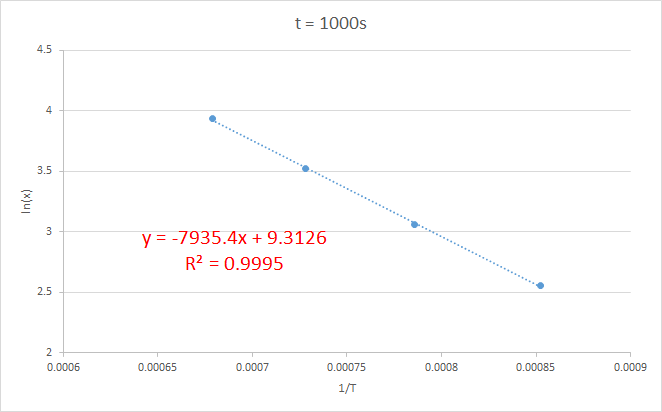 t = 1000s
4.5
4
3.5
3
2.5
2
ln(x)
y = -7935.4x + 9.3126
R² = 0.9995
0.0006 0.00065 0.0007 0.00075 0.0008 0.00085 0.0009
1/T